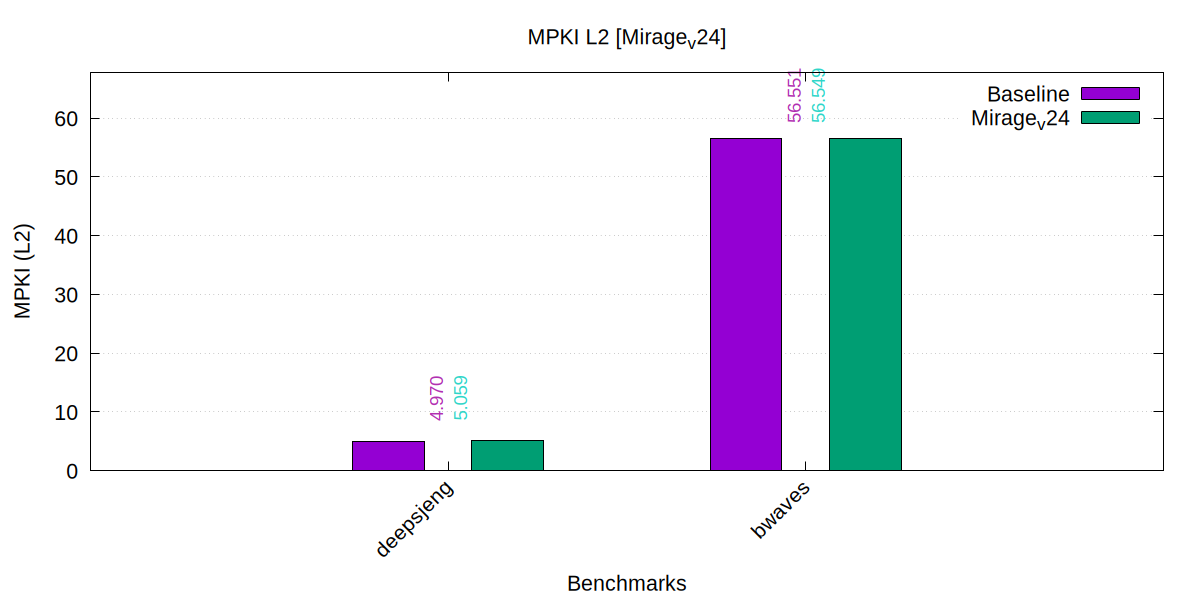 MPKI L2 [Miragev24]
Baseline
Miragev24
56.551
56.549
4.970
5.059
60
50
40
30
20
10
0
MPKI (L2)
deepsjeng
bwaves
Benchmarks